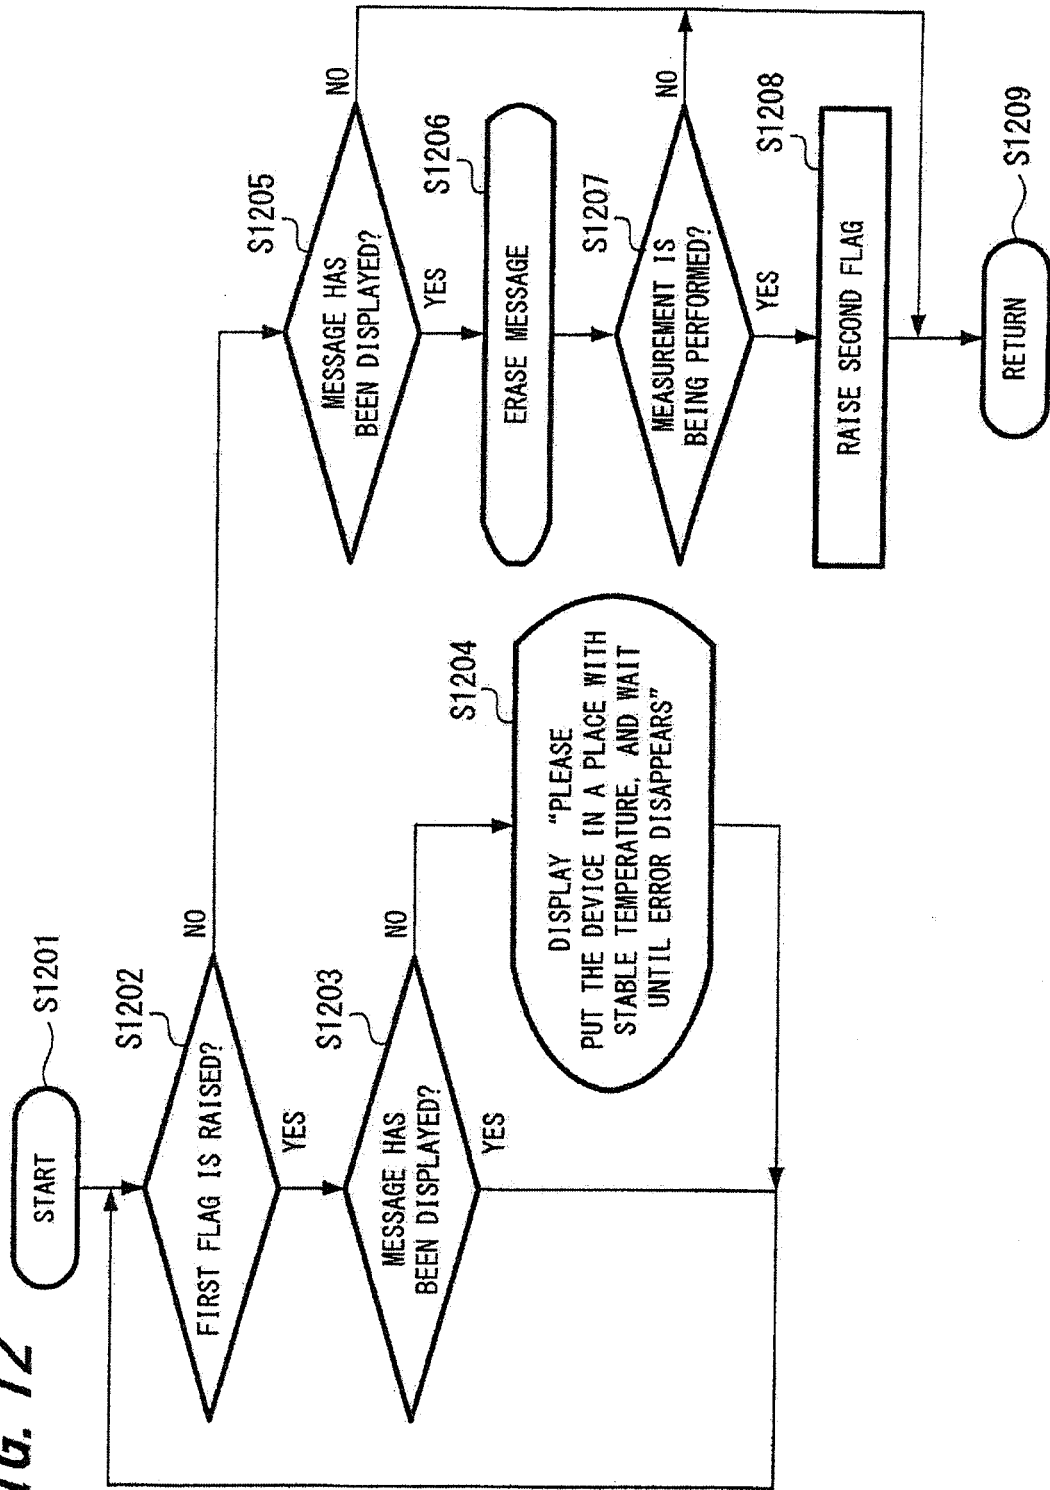 FIG. 12
START
S1201
FIRST FLAG IS RAISED?
S1202
NO
YES
MESSAGE HAS
BEEN DISPLAYED?
S1203
NO
YES
DISPLAY “PLEASE
PUT THE DEVICE IN A PLACE WITH
STABLE TEMPERATURE, AND WAIT
UNTIL ERROR DISAPPEARS”
S1204
MESSAGE HAS
BEEN DISPLAYED?
S1205
NO
YES
ERASE MESSAGE
S1206
MEASUREMENT IS
BEING PERFORMED?
S1207
NO
YES
RAISE SECOND FLAG
S1208
RETURN
S1209